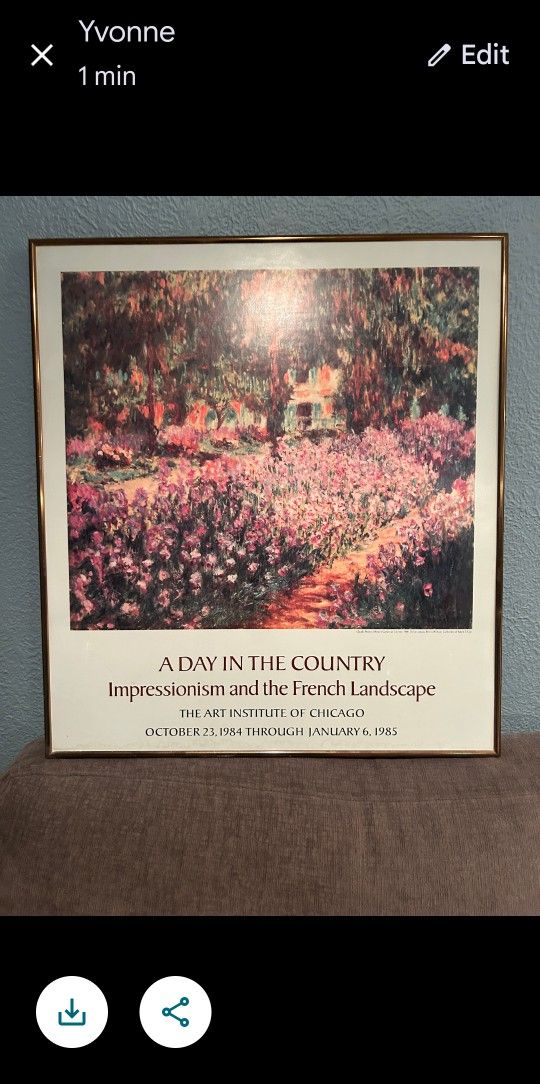 Yvonne
1 min
Edit
A DAY IN THE COUNTRY
Impressionism and the French Landscape
THE ART INSTITUTE OF CHICAGO
OCTOBER 23, 1984 THROUGH JANUARY 6, 1985